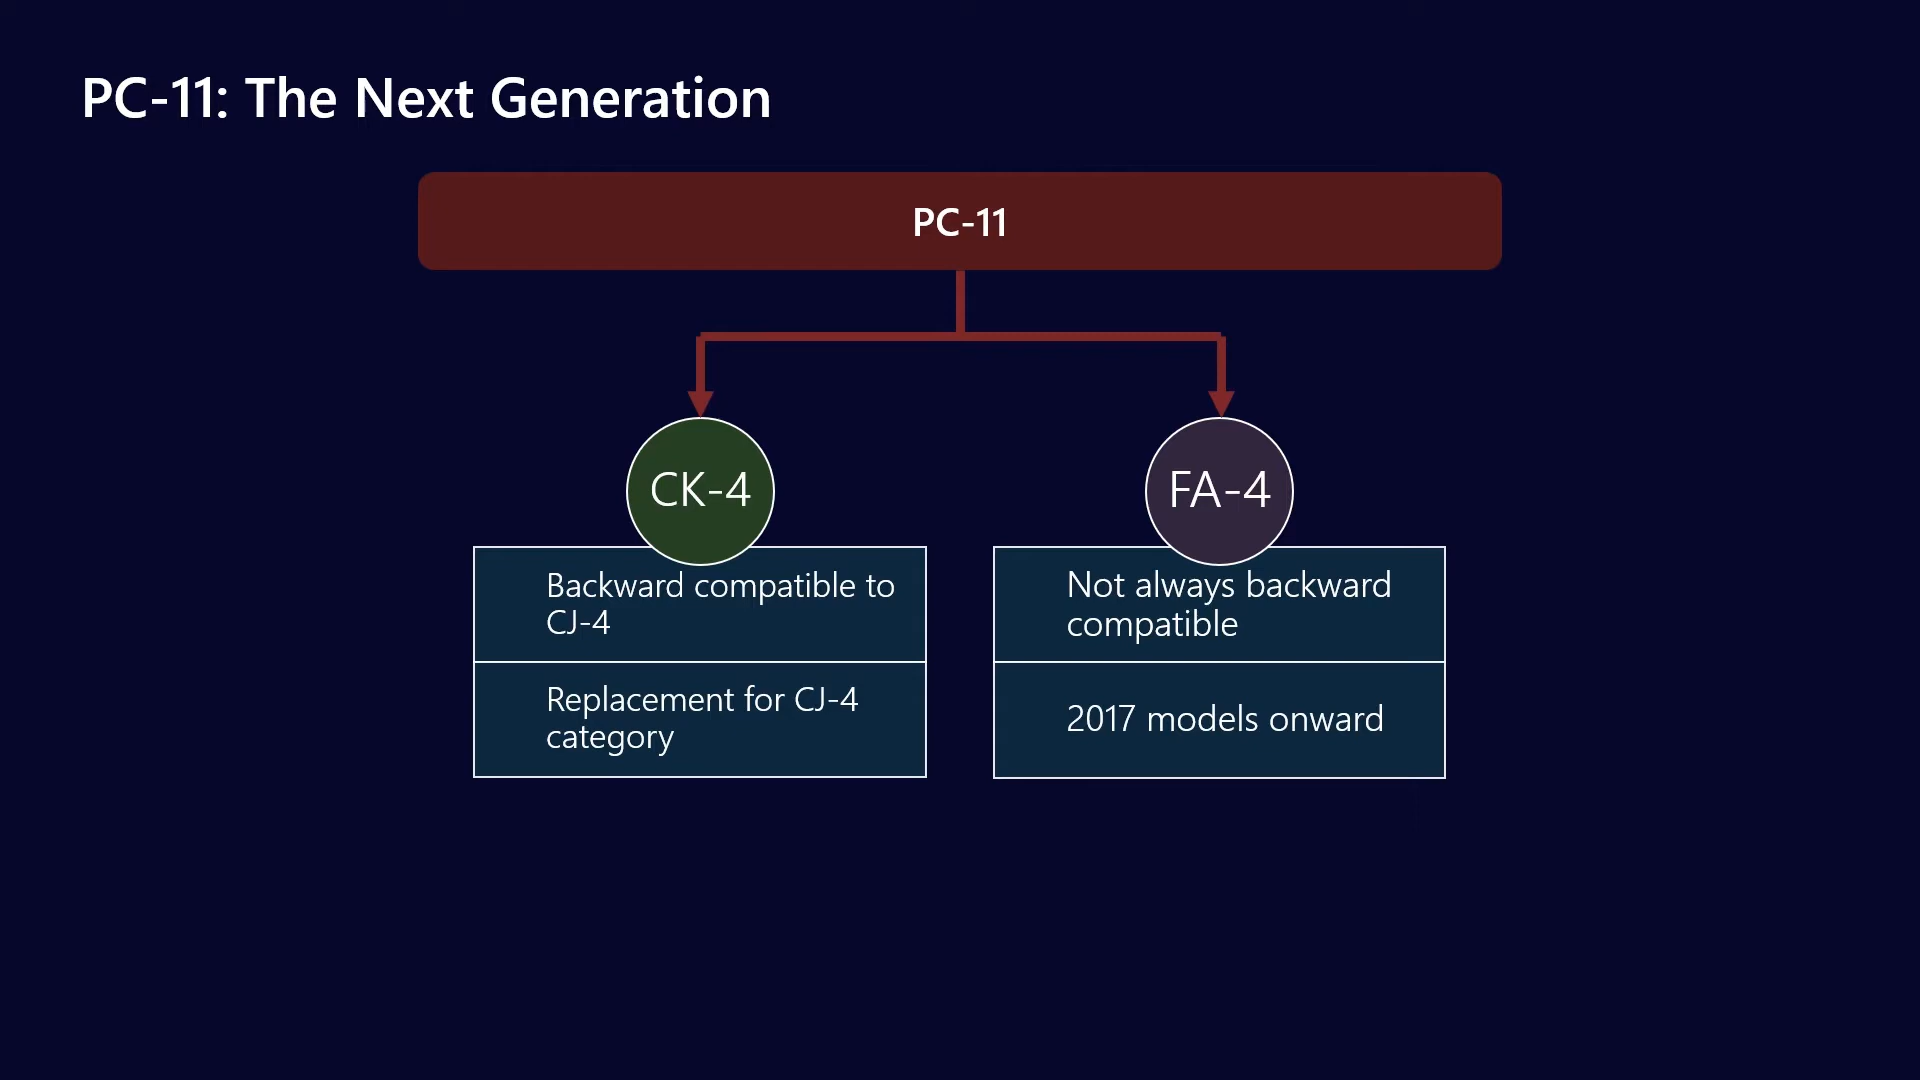 PC-11: The Next Generation
PC-11
CK-4
Backward compatible to
CJ-4
Replacement for CJ-4
category
FA-4
Not always backward
compatible
2017 models onward